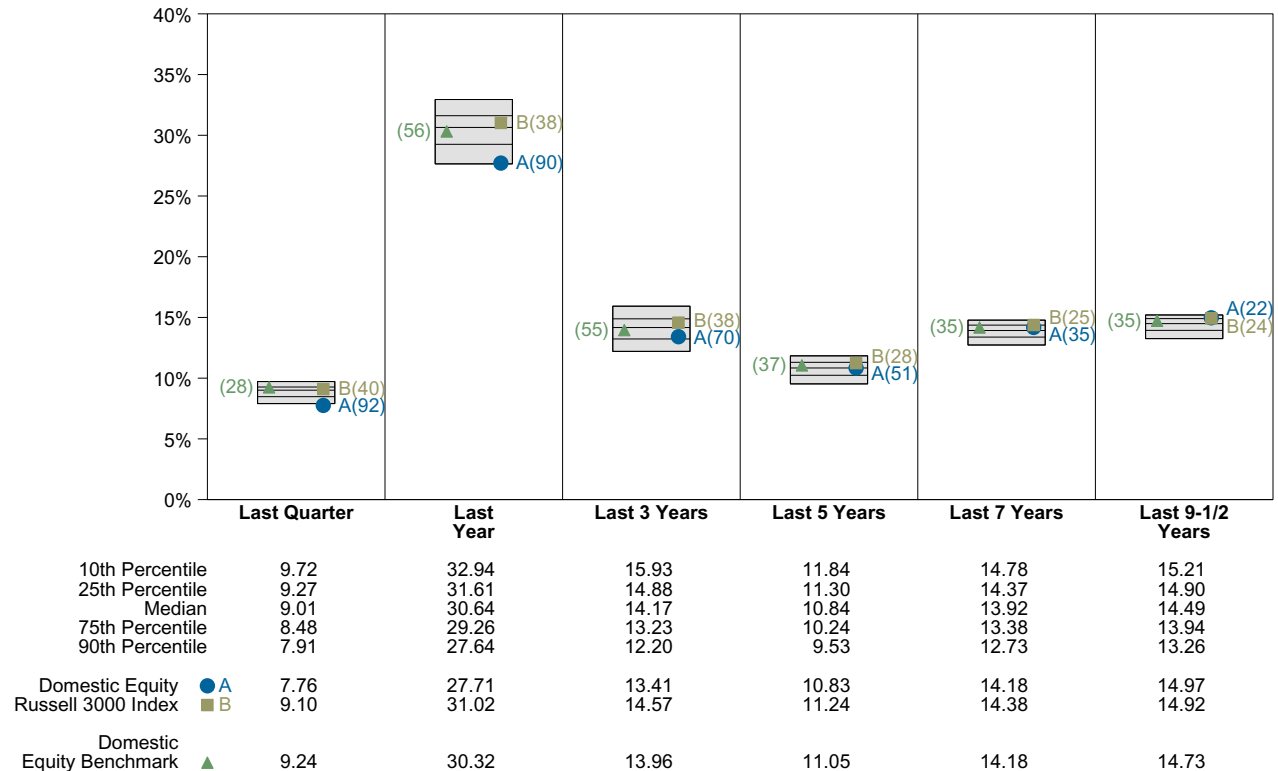 40%
35%
30%
25%
20%
15%
10%
5%
0%
(28)
B(40)
A(92)
(56)
B(38)
A(90)
(55)
B(38)
A(70)
(37)
B(28)
A(51)
(35)
B(25)
A(35)
(35)
A(22)
B(24)
Last Quarter Last Year Last 3 Years Last 5 Years Last 7 Years Last 9-1/2 Years
10th Percentile 9.72 32.94 15.93 11.84 14.78 15.21
25th Percentile 9.27 31.61 14.88 11.30 14.37 14.90
Median 9.01 30.64 14.17 10.84 13.92 14.49
75th Percentile 8.48 29.26 13.23 10.24 13.38 13.94
90th Percentile 7.91 27.64 12.20 9.53 12.73 13.26
Domestic Equity A 7.76 27.71 13.41 10.83 14.18 14.97
Russell 3000 Index B 9.10 31.02 14.57 11.24 14.38 14.92
Domestic
Equity Benchmark 9.24 30.32 13.96 11.05 14.18 14.73